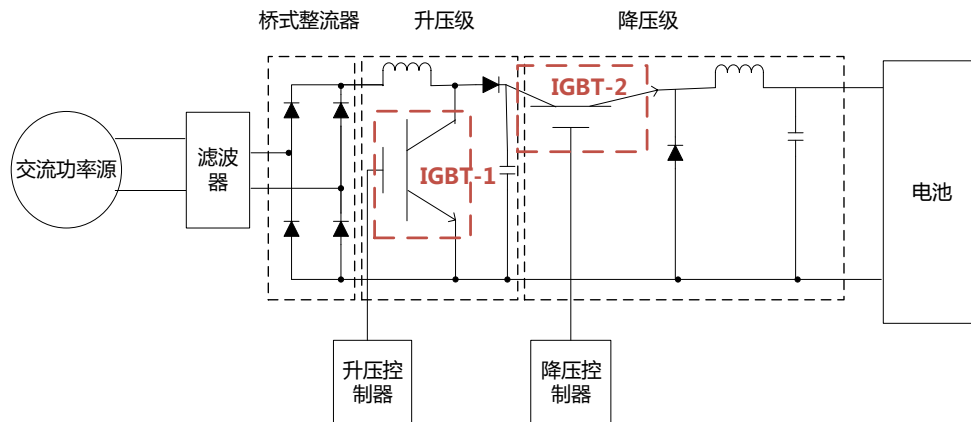 桥式整流器
升压级
降压级
IGBT-2
交流功率源
滤波
器
IGBT-1
电池
升压控
制器
降压控
制器